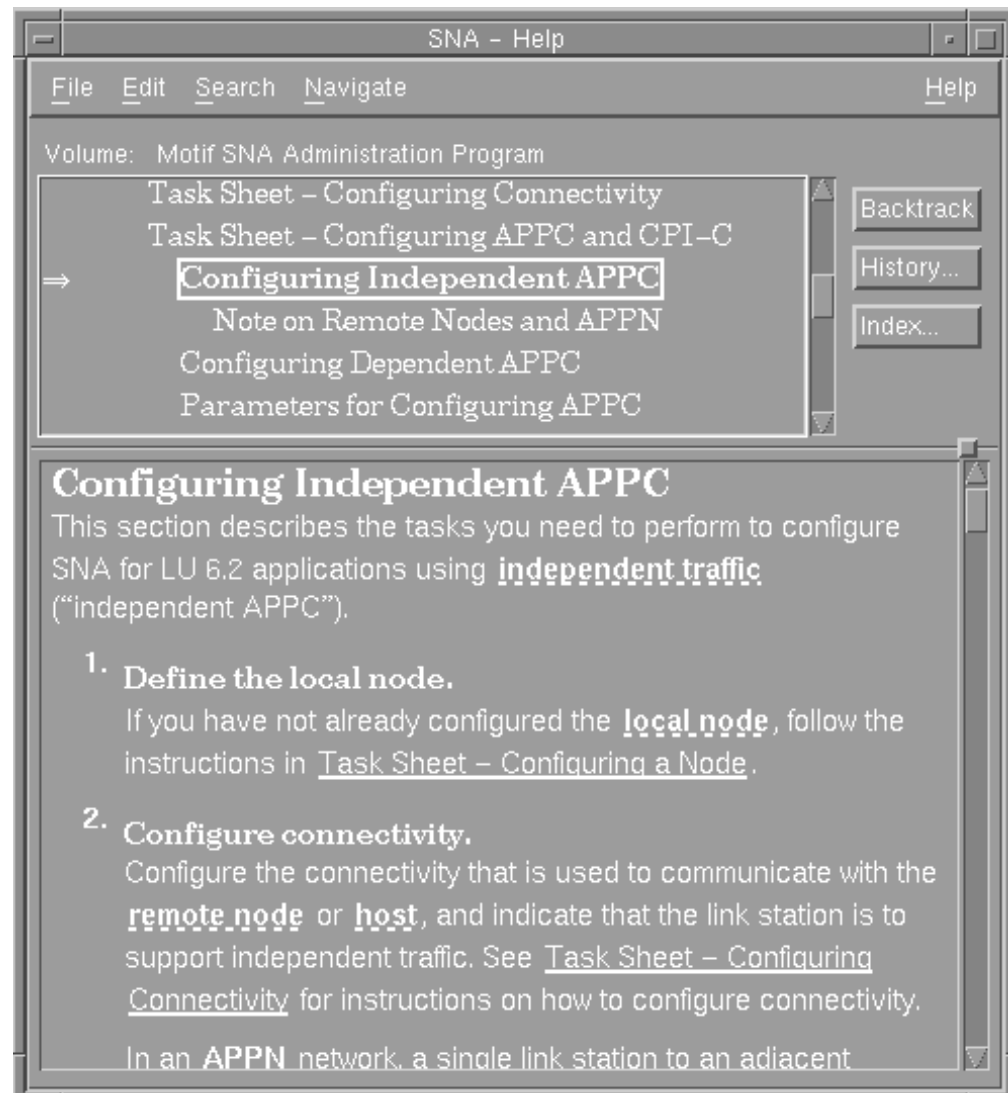 SNA – Help
File Edit Search Navigate Help
Volume: Motif SNA Administration Program
Task Sheet – Configuring Connectivity
Task Sheet – Configuring APPC and CPI–C
⇒ Configuring Independent APPC
Note on Remote Nodes and APPN
Configuring Dependent APPC
Parameters for Configuring APPC
Backtrack
History...
Index...
Configuring Independent APPC
This section describes the tasks you need to perform to configure
SNA for LU 6.2 applications using independent traffic
(“independent APPC”).
1. Define the local node.
If you have not already configured the local node, follow the
instructions in Task Sheet – Configuring a Node.
2. Configure connectivity.
Configure the connectivity that is used to communicate with the
remote node or host, and indicate that the link station is to
support independent traffic. See Task Sheet – Configuring
Connectivity for instructions on how to configure connectivity.
In an APPN network, a single link station to an adjacent